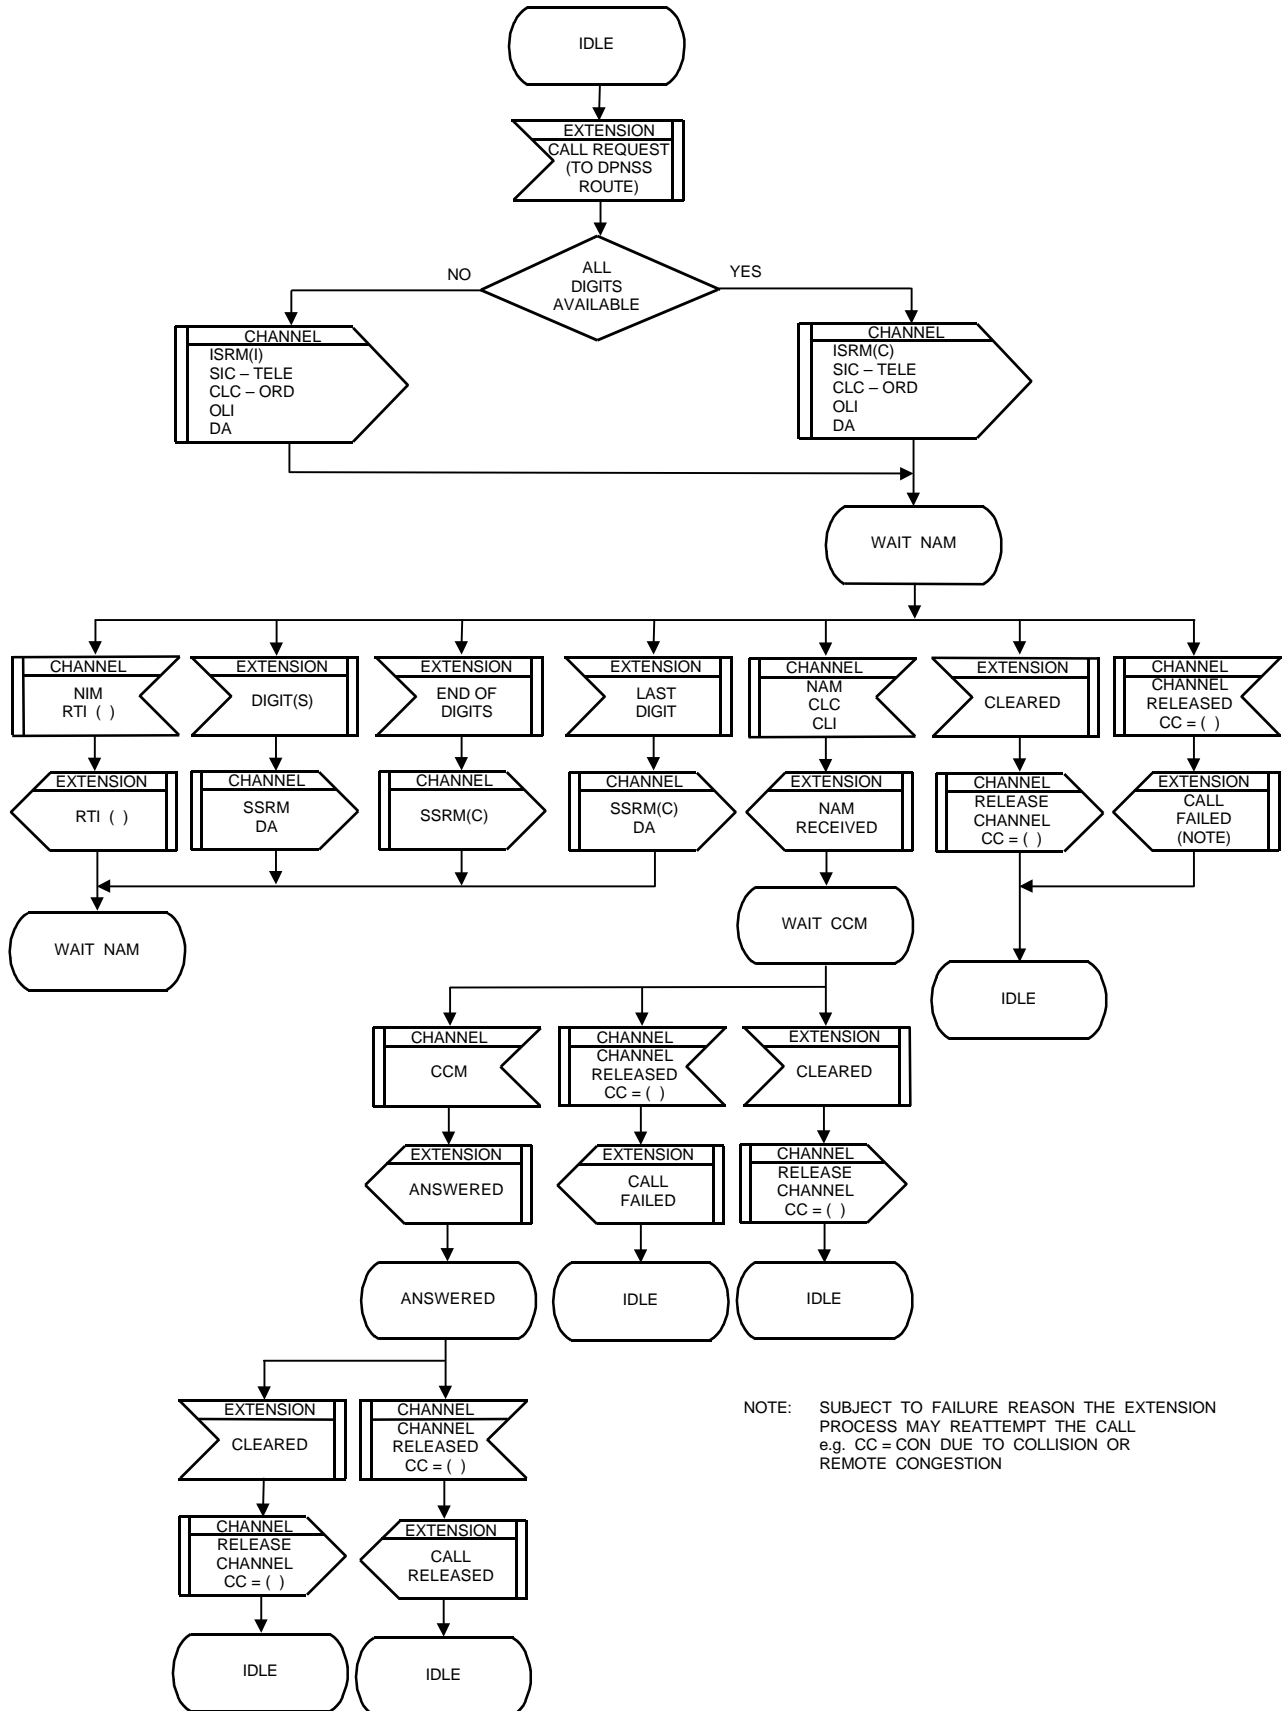 IDLE
EXTENSION
CALL REQUEST
(TO DPNSS
ROUTE)
ALL
DIGITS
AVAILABLE
NO
YES
CHANNEL
ISRM(I)
SIC – TELE
CLC – ORD
OLI
DA
CHANNEL
ISRM(C)
SIC – TELE
CLC – ORD
OLI
DA
WAIT NAM
CHANNEL
NIM
RTI ( )
EXTENSION
DIGIT(S)
EXTENSION
END OF
DIGITS
EXTENSION
LAST
DIGIT
CHANNEL
NAM
CLC
CLI
EXTENSION
CLEARED
CHANNEL
CHANNEL
RELEASED
CC = ( )
EXTENSION
RTI ( )
CHANNEL
SSRM
DA
CHANNEL
SSRM(C)
CHANNEL
SSRM(C)
DA
EXTENSION
NAM
RECEIVED
CHANNEL
RELEASE
CHANNEL
CC = ( )
EXTENSION
CALL
FAILED
(NOTE)
WAIT NAM
WAIT CCM
IDLE
CHANNEL
CCM
CHANNEL
CHANNEL
RELEASED
CC = ( )
EXTENSION
CLEARED
EXTENSION
ANSWERED
EXTENSION
CALL
FAILED
CHANNEL
RELEASE
CHANNEL
CC = ( )
ANSWERED
IDLE
IDLE
EXTENSION
CLEARED
CHANNEL
CHANNEL
RELEASED
CC = ( )
NOTE: SUBJECT TO FAILURE REASON THE EXTENSION
PROCESS MAY REATTEMPT THE CALL
e.g. CC = CON DUE TO COLLISION OR
REMOTE CONGESTION
CHANNEL
RELEASE
CHANNEL
CC = ( )
EXTENSION
CALL
RELEASED
IDLE
IDLE